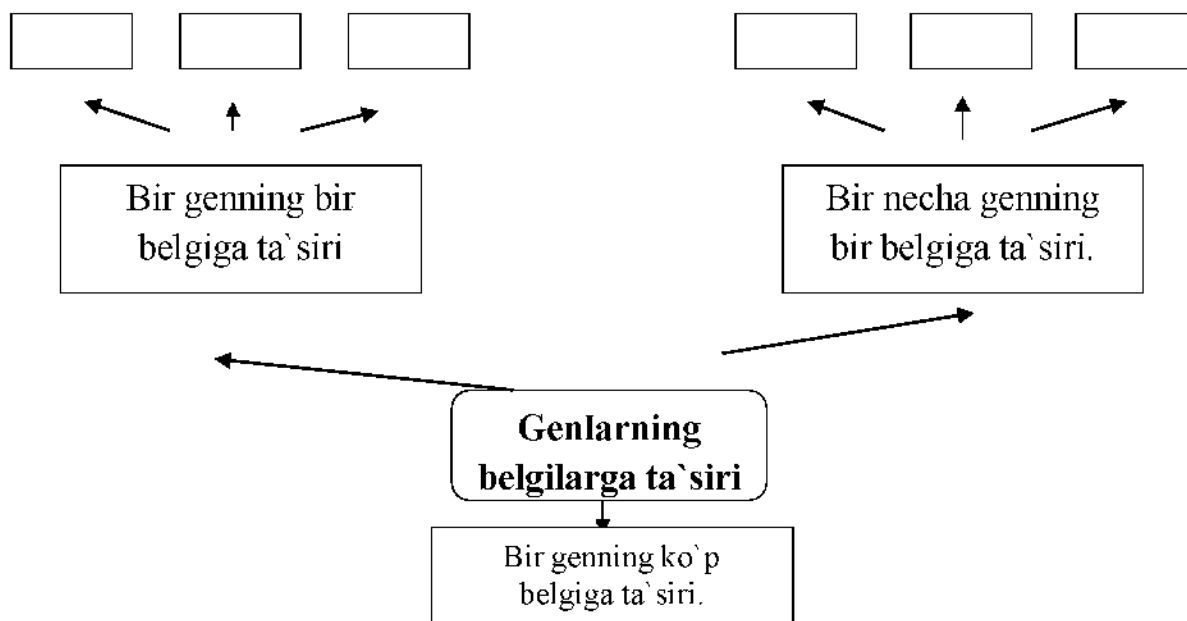 Bir genning bir
belgiga ta`siri
Bir necha genning
bir belgiga ta`siri.
Genlarning
belgilarga ta`siri
Bir genning ko`p
belgiga ta`siri.